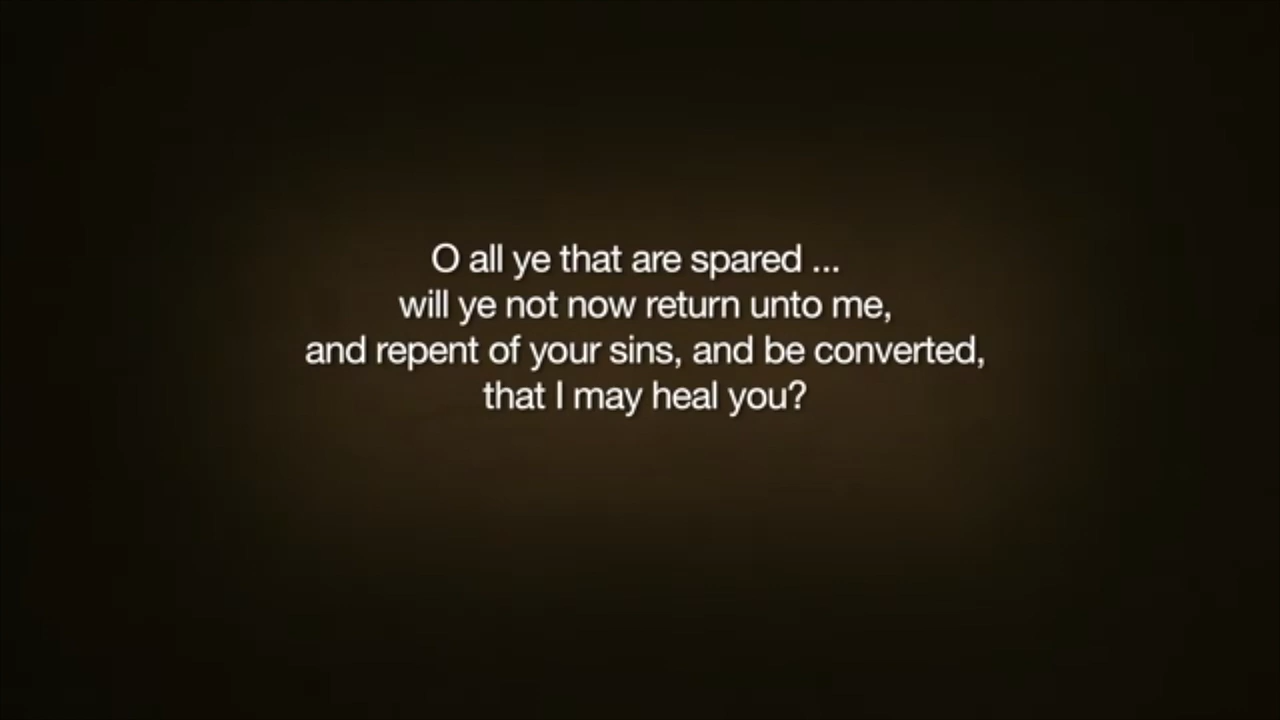 O all ye that are spared ...
will ye not now return unto me,
and repent of your sins, and be converted,
that I may heal you?